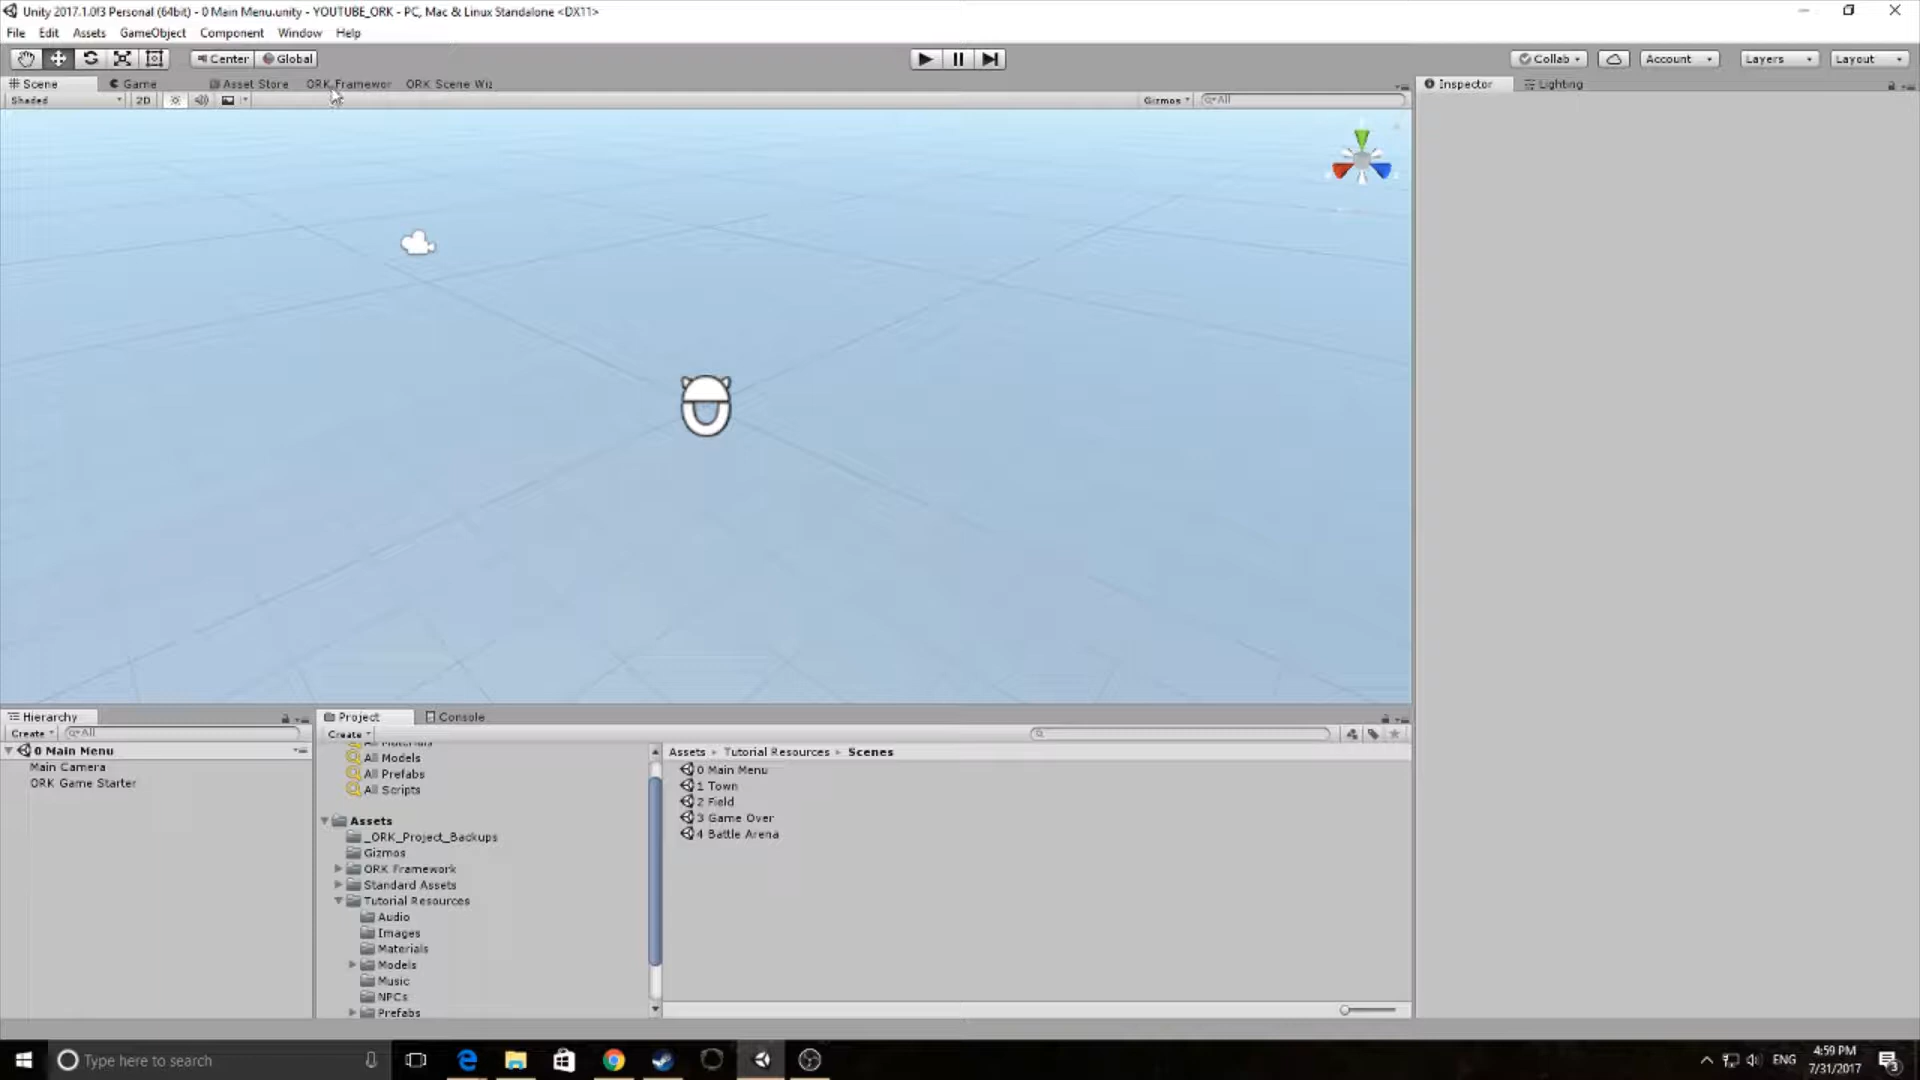 Unity 2017.1.0f3 Personal (64bit) - 0 Main Menu.unity - YOUTUBE_ORK - PC, Mac & Linux Standalone <DX11>
File Edit Assets GameObject Component Window Help
Center Global Collab Account Layers Layout
Scene Game Asset Store ORK Framewor ORK Scene Wiz Inspector Lighting
Shaded 2D Gizmos All
Hierarchy Project Console
Create All Create
0 Main Menu
Main Camera
ORK Game Starter
All Materials
All Models
All Prefabs
All Scripts
Assets
_ORK_Project_Backups
Gizmos
ORK Framework
Standard Assets
Tutorial Resources
Audio
Images
Materials
Models
Music
NPCs
Prefabs
Assets Tutorial Resources Scenes
0 Main Menu
1 Town
2 Field
3 Game Over
4 Battle Arena
Type here to search
ENG
4:59 PM
7/31/2017
3